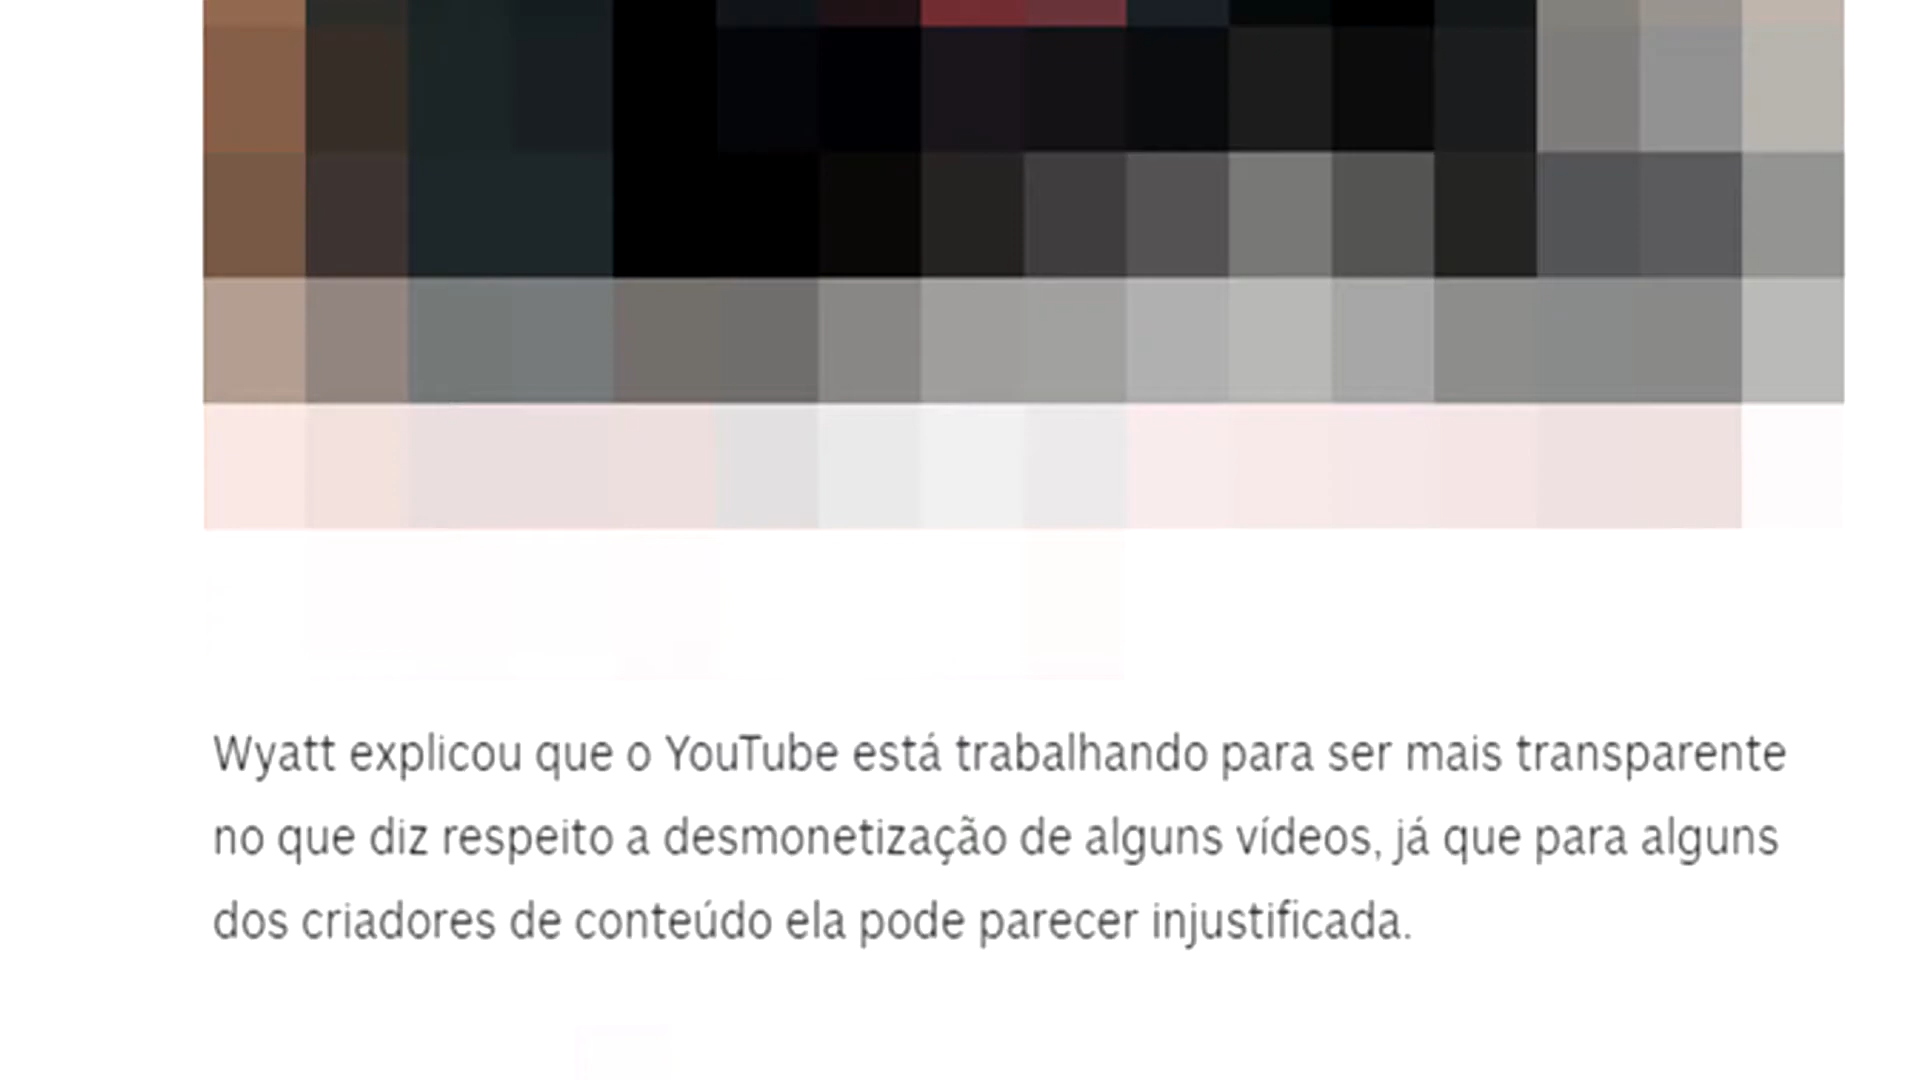 Wyatt explicou que o YouTube está trabalhando para ser mais transparente
no que diz respeito a desmonetização de alguns vídeos, já que para alguns
dos criadores de conteúdo ela pode parecer injustificada.